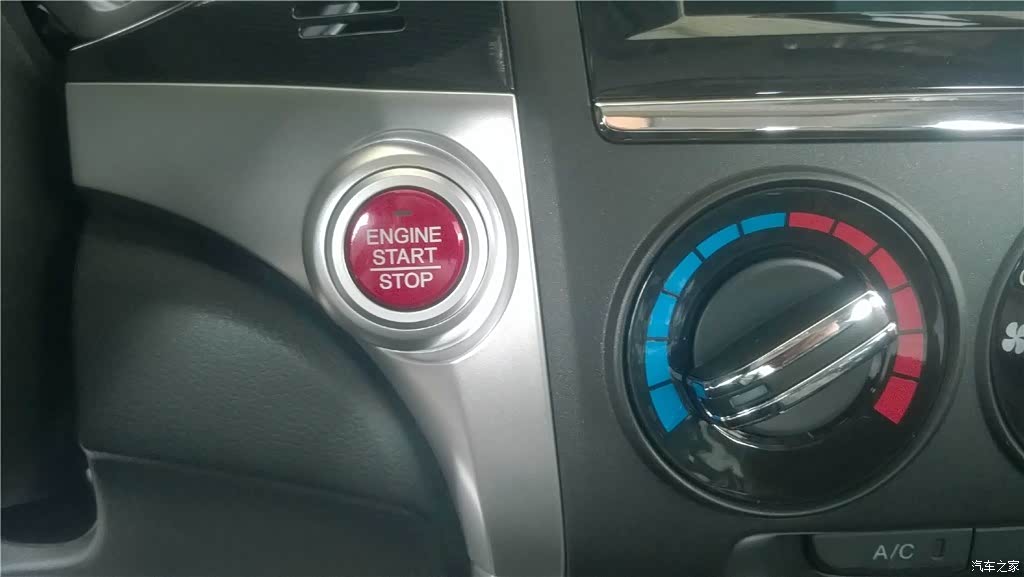 ENGINE
START
STOP
A/C
汽车之家